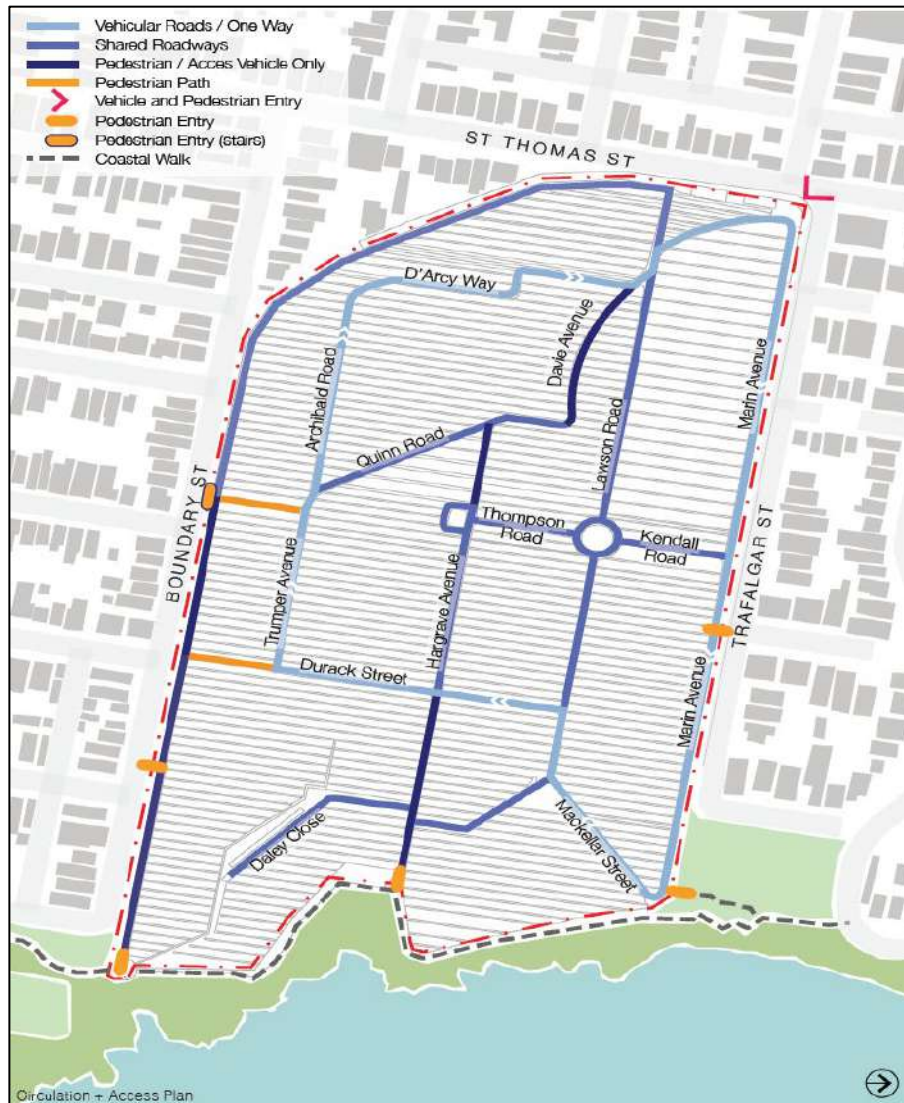 Vehicular Roads / One Way
Shared Roadways
Pedestrian / Acces Vehicle Only
Pedestrian Path
Vehicle and Pedestrian Entry
Pedestrian Entry
Pedestrian Entry (stairs)
Coastal Walk
ST THOMAS ST
D'Arcy Way
Davie Avenue
Archibald Road
Marin Avenue
Quinn Road
Lawson Road
BOUNDARY ST
Thompson
Road
Kendall
Road
TRAFALGAR ST
Trumper Avenue
Hargrave Avenue
Durack Street
Marin Avenue
Daley Close
Mackellar Street
Circulation + Access Plan